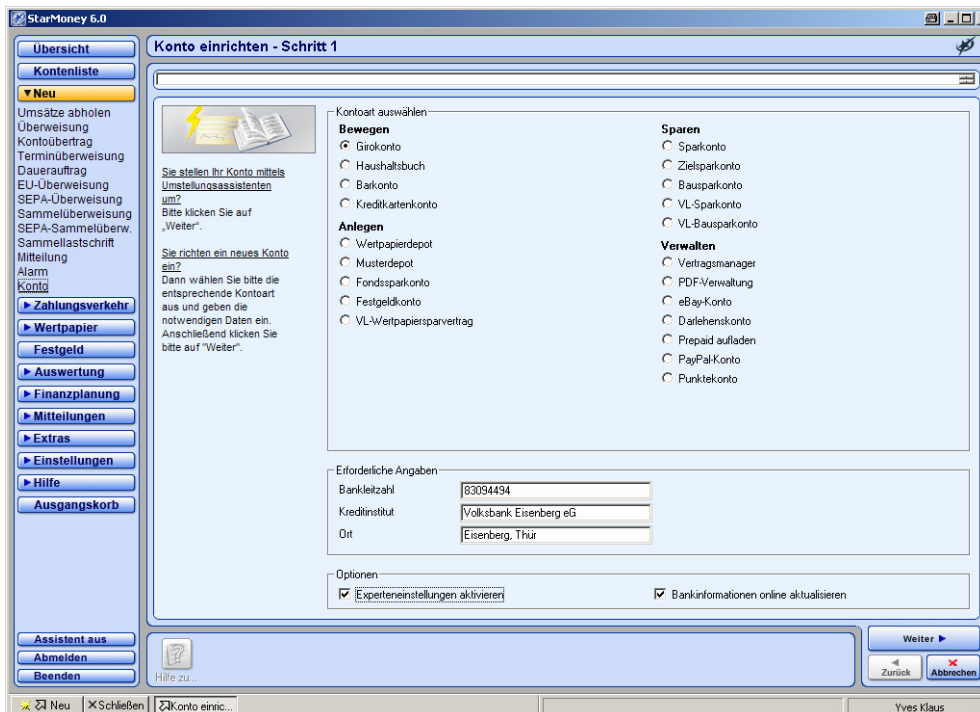 StarMoney 6.0
Übersicht
Kontenliste
Neu
Umsätze abholen
Überweisung
Kontoübertrag
Terminüberweisung
Dauerauftrag
EU-Überweisung
SEPA-Überweisung
Sammelüberweisung
SEPA-Sammelüberw.
Sammellastschrift
Mitteilung
Alarm
Konto
Zahlungsverkehr
Wertpapier
Festgeld
Auswertung
Finanzplanung
Mitteilungen
Extras
Einstellungen
Hilfe
Ausgangskorb
Assistent aus
Abmelden
Beenden
Konto einrichten - Schritt 1
Sie stellen Ihr Konto mittels
Umstellungsassistenten
um?
Bitte klicken Sie auf
„Weiter".
Sie richten ein neues Konto
ein?
Dann wählen Sie bitte die
entsprechende Kontoart
aus und geben die
notwendigen Daten ein.
Anschließend klicken Sie
bitte auf "Weiter".
Kontoart auswählen
Bewegen
Girokonto
Haushaltsbuch
Barkonto
Kreditkartenkonto
Anlegen
Wertpapierdepot
Musterdepot
Fondssparkonto
Festgeldkonto
VL-Wertpapiersparvertrag
Sparen
Sparkonto
Zielsparkonto
Bausparkonto
VL-Sparkonto
VL-Bausparkonto
Verwalten
Vertragsmanager
PDF-Verwaltung
eBay-Konto
Darlehenskonto
Prepaid aufladen
PayPal-Konto
Punktekonto
Erforderliche Angaben
Bankleitzahl 83094494
Kreditinstitut Volksbank Eisenberg eG
Ort Eisenberg, Thür
Optionen
Experteneinstellungen aktivieren
Bankinformationen online aktualisieren
Hilfe zu...
Weiter
Zurück
Abbrechen
Neu
Schließen
Konto einric...
Yves Klaus